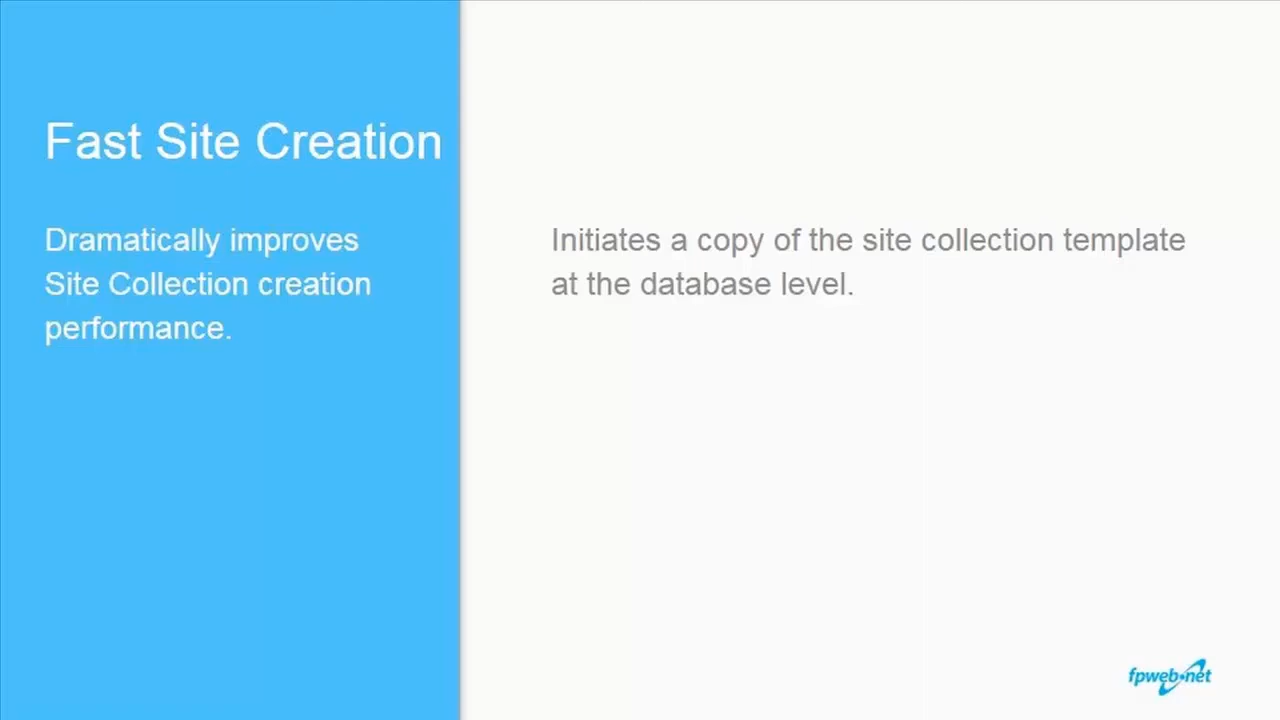 Fast Site Creation
Dramatically improves
Site Collection creation
performance.
Initiates a copy of the site collection template
at the database level.
fpweb.net